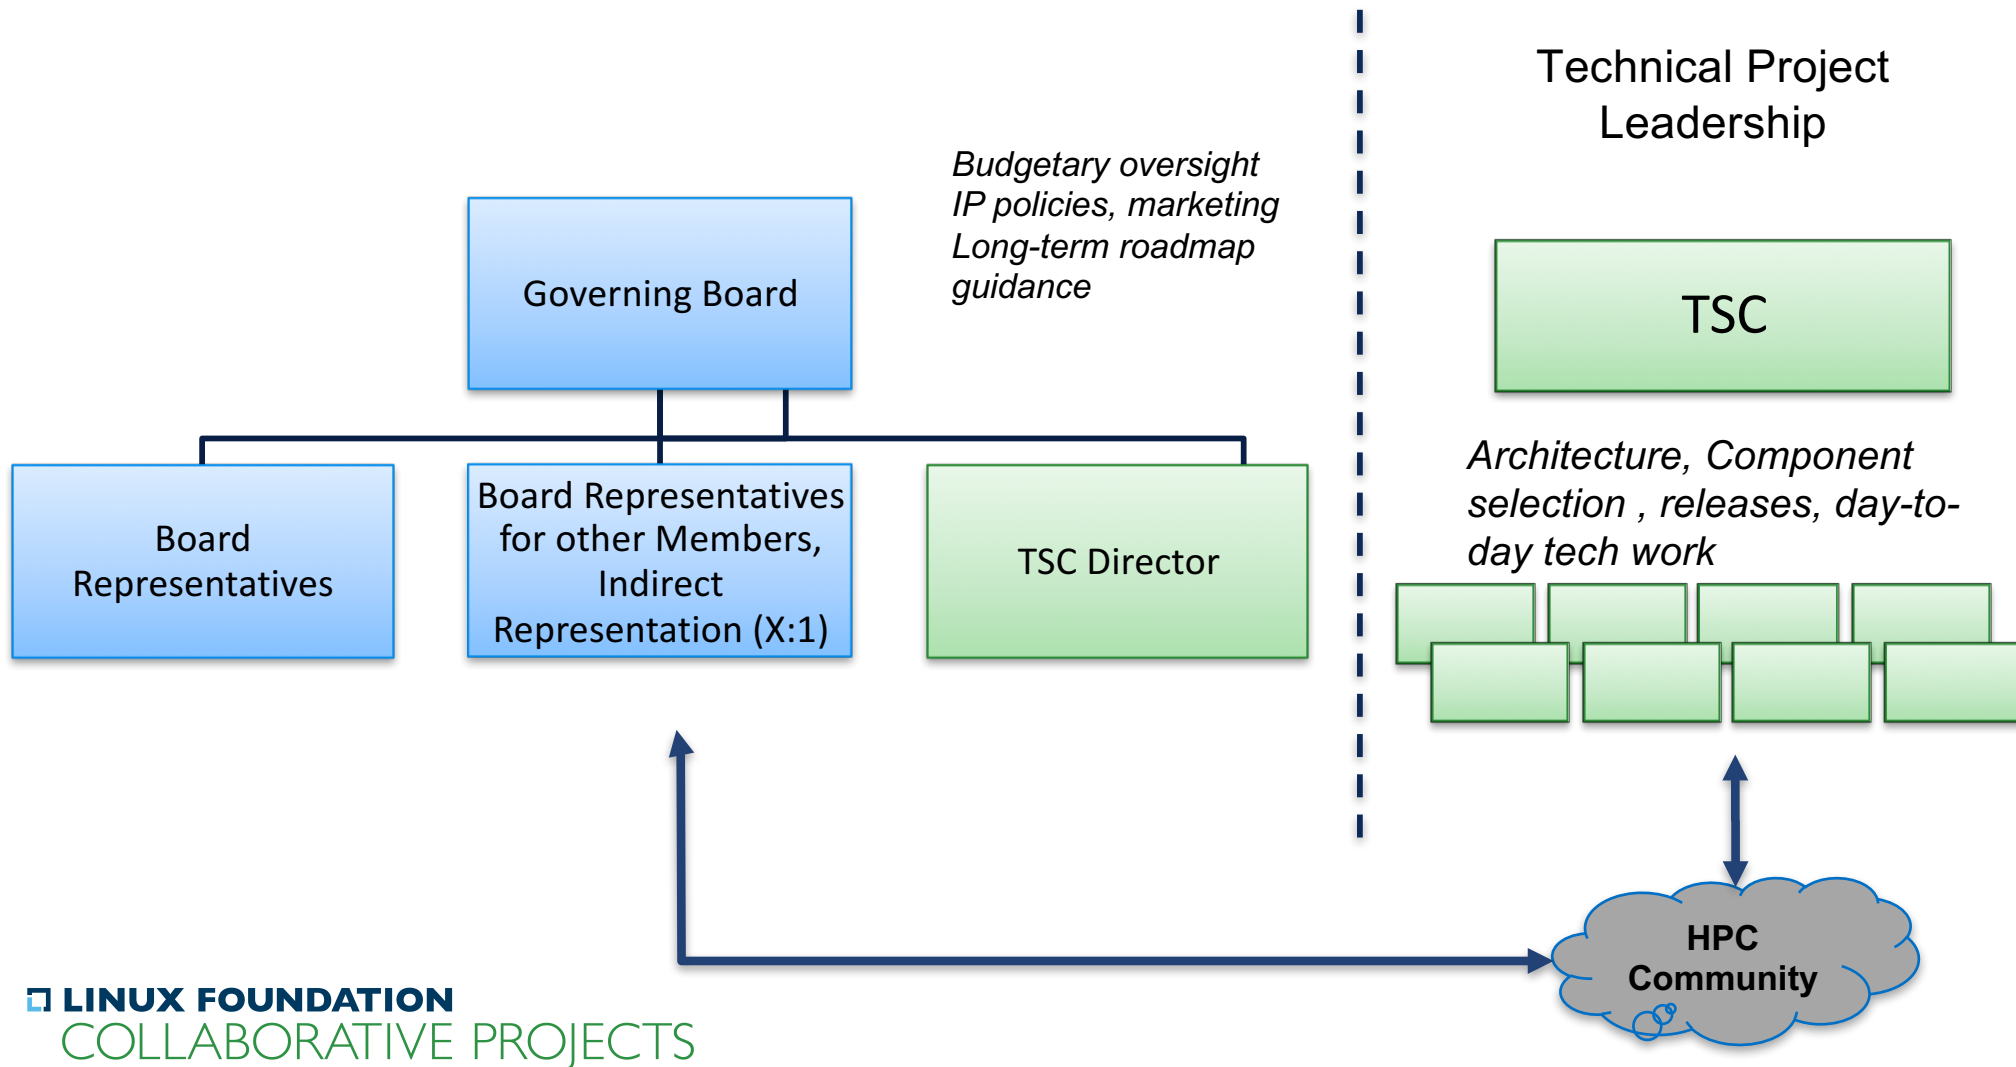 Technical Project
Leadership
Budgetary oversight
IP policies, marketing
Long-term roadmap
guidance
Governing Board
TSC
Architecture, Component
selection , releases, day-to-
day tech work
Board
Representatives
Board Representatives
for other Members,
Indirect
Representation (X:1)
TSC Director
HPC
Community
LINUX FOUNDATION
COLLABORATIVE PROJECTS